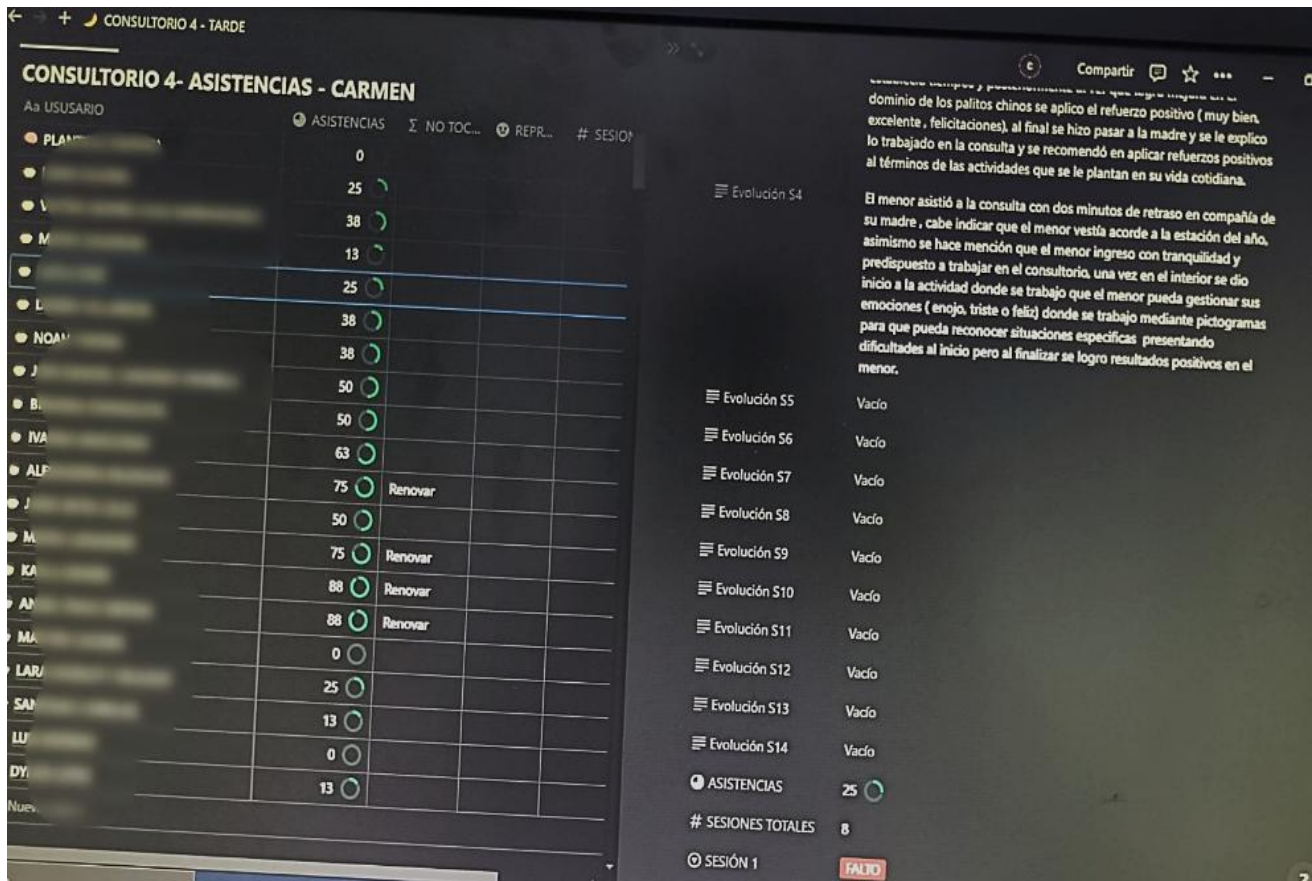 CONSULTORIO 4 - TARDE
CONSULTORIO 4- ASISTENCIAS - CARMEN
Aa USUSARIO
ASISTENCIAS
Σ NO TOC...
REPR...
# SESION
0
25
38
13
25
38
NOAH
38
50
50
IVA
63
ALF
75 Renovar
50
75 Renovar
KA
88 Renovar
88 Renovar
MA
0
LARA
25
SAN
13
LU
0
DY
13
Compartir
dominio de los palitos chinos se aplico el refuerzo positivo ( muy bien,
excelente , felicitaciones), al final se hizo pasar a la madre y se le explico
lo trabajado en la consulta y se recomendó en aplicar refuerzos positivos
al términos de las actividades que se le plantan en su vida cotidiana.
Evolución S4
El menor asistió a la consulta con dos minutos de retraso en compañía de
su madre , cabe indicar que el menor vestía acorde a la estación del año,
asimismo se hace mención que el menor ingreso con tranquilidad y
predispuesto a trabajar en el consultorio, una vez en el interior se dio
inicio a la actividad donde se trabajo que el menor pueda gestionar sus
emociones ( enojo, triste o feliz) donde se trabajo mediante pictogramas
para que pueda reconocer situaciones especificas presentando
dificultades al inicio pero al finalizar se logro resultados positivos en el
menor.
Evolución S5 Vacío
Evolución S6 Vacío
Evolución S7 Vacío
Evolución S8 Vacío
Evolución S9 Vacío
Evolución S10 Vacío
Evolución S11 Vacío
Evolución S12 Vacío
Evolución S13 Vacío
Evolución S14 Vacío
ASISTENCIAS 25
# SESIONES TOTALES 8
SESIÓN 1 FALTO